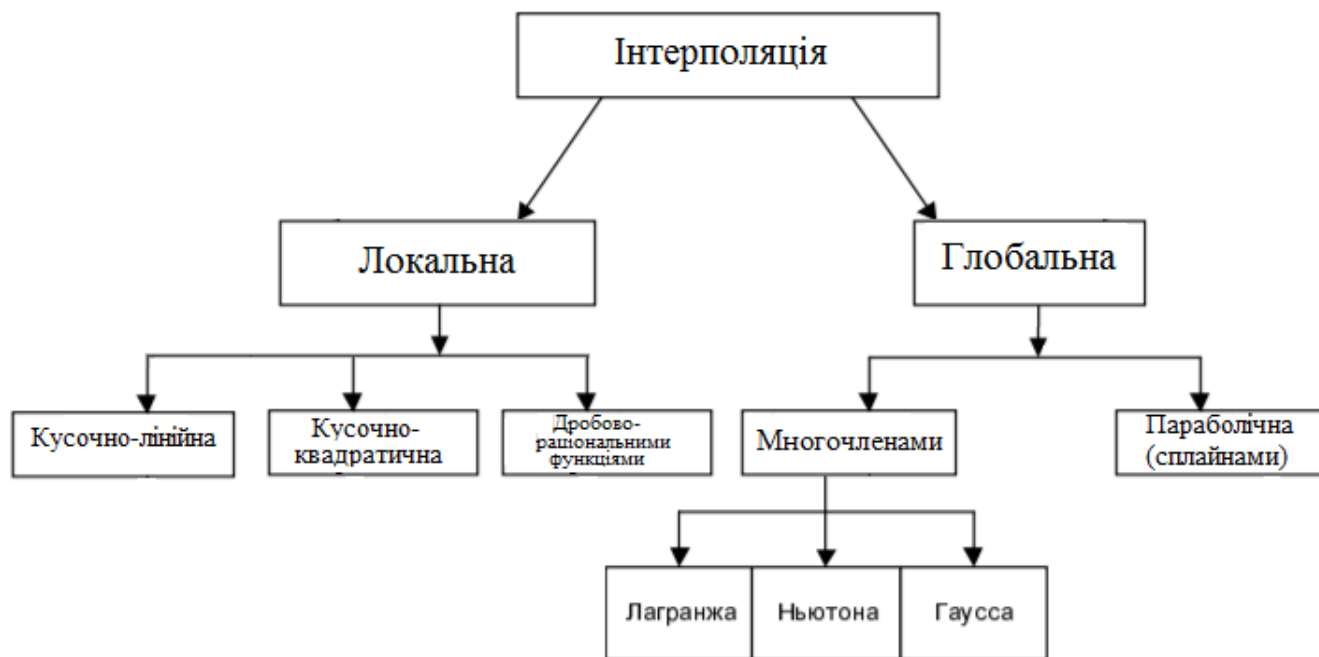 Інтерполяція
Локальна
Глобальна
Кусочно-лінійна
Кусочно-
квадратична
Дробово-
раціональними
функціями
Многочленами
Параболічна
(сплайнами)
Лагранжа
Ньютона
Гаусса